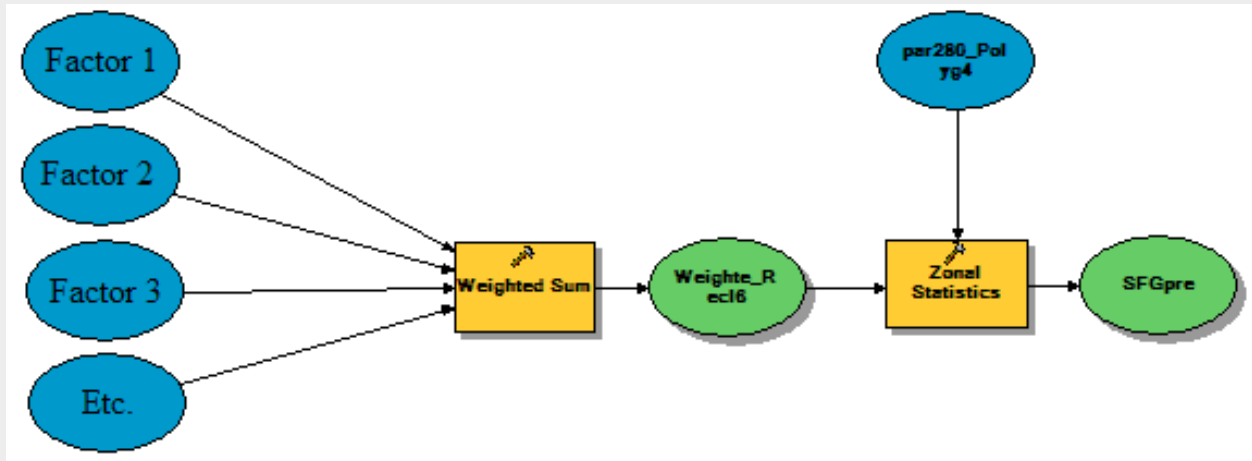 Factor 1
Factor 2
Factor 3
Etc.
Weighted Sum
Weighte_R
ecl6
par280_Pol
yg4
Zonal
Statistics
SFGpre